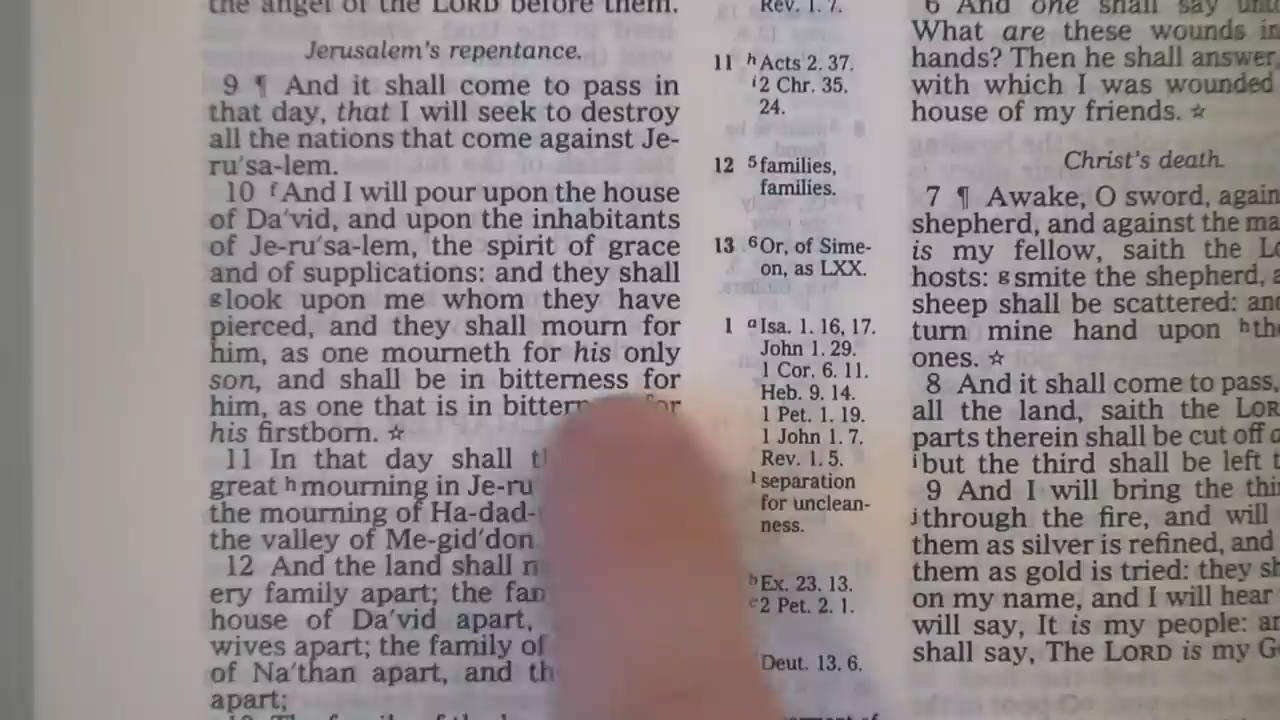 the angel of the LORD before them.
Jerusalem's repentance.
9 ¶ And it shall come to pass in
that day, that I will seek to destroy
all the nations that come against Je-
ru′sa-lem.
10 f And I will pour upon the house
of Da′vid, and upon the inhabitants
of Je-ru′sa-lem, the spirit of grace
and of supplications: and they shall
g look upon me whom they have
pierced, and they shall mourn for
him, as one mourneth for his only
son, and shall be in bitterness for
him, as one that is in for
his firstborn. ☆
11 In that day shall
great h mourning in Je-ru
the mourning of Ha-dad-
the valley of Me-gid′don
12 And the land shall
ery family apart; the
house of Da′vid apart,
wives apart; the family of
of Na′than apart, and
apart;
Rev. 1. 7.
11 h Acts 2. 37.
i 2 Chr. 35.
24.
12 5 families,
families.
13 6 Or, of Sime-
on, as LXX.
1 a Isa. 1. 16, 17.
John 1. 29.
1 Cor. 6. 11.
Heb. 9. 14.
1 Pet. 1. 19.
1 John 1. 7.
Rev. 1. 5.
1 separation
for unclean-
ness.
b Ex. 23. 13.
c 2 Pet. 2. 1.
Deut. 13. 6.
6 And one shall say
What are these wounds in
hands? Then he shall answer,
with which I was wounded
house of my friends. ☆
Christ's death.
7 ¶ Awake, O sword,
shepherd, and against the
is my fellow, saith the
hosts: g smite the shepherd,
sheep shall be scattered:
turn mine hand upon h
ones. ☆
8 And it shall come to pass,
all the land, saith the
parts therein shall be cut off
i but the third shall be left
9 And I will bring the
j through the fire, and will
them as silver is refined, and
them as gold is tried: they
on my name, and I will hear
will say, It is my people:
shall say, The LORD is my